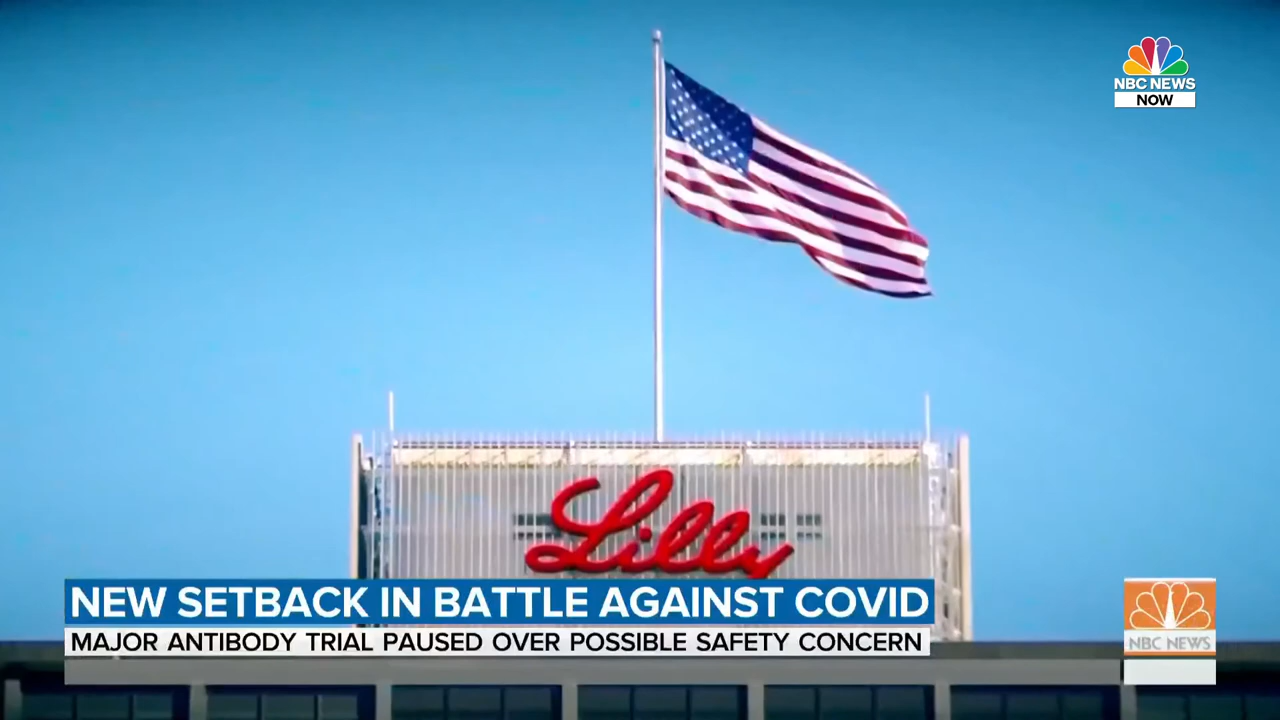 NBC NEWS
NOW
Lilly
NEW SETBACK IN BATTLE AGAINST COVID
MAJOR ANTIBODY TRIAL PAUSED OVER POSSIBLE SAFETY CONCERN
NBC NEWS